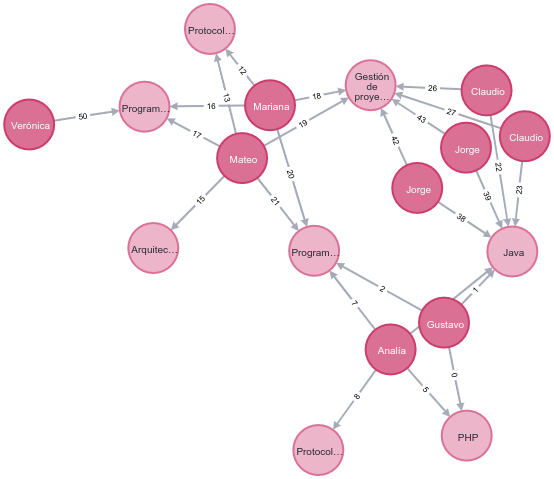 Protocol…
12
13
Gestión
de
proye…
26
Claudio
Program…
16
Mariana
18
27
Verónica
50
17
19
43
42
Claudio
Mateo
Jorge
22
23
20
Jorge
39
15
21
38
Arquitec…
Program…
Java
2
1
7
Gustavo
Analía
0
5
8
Protocol…
PHP